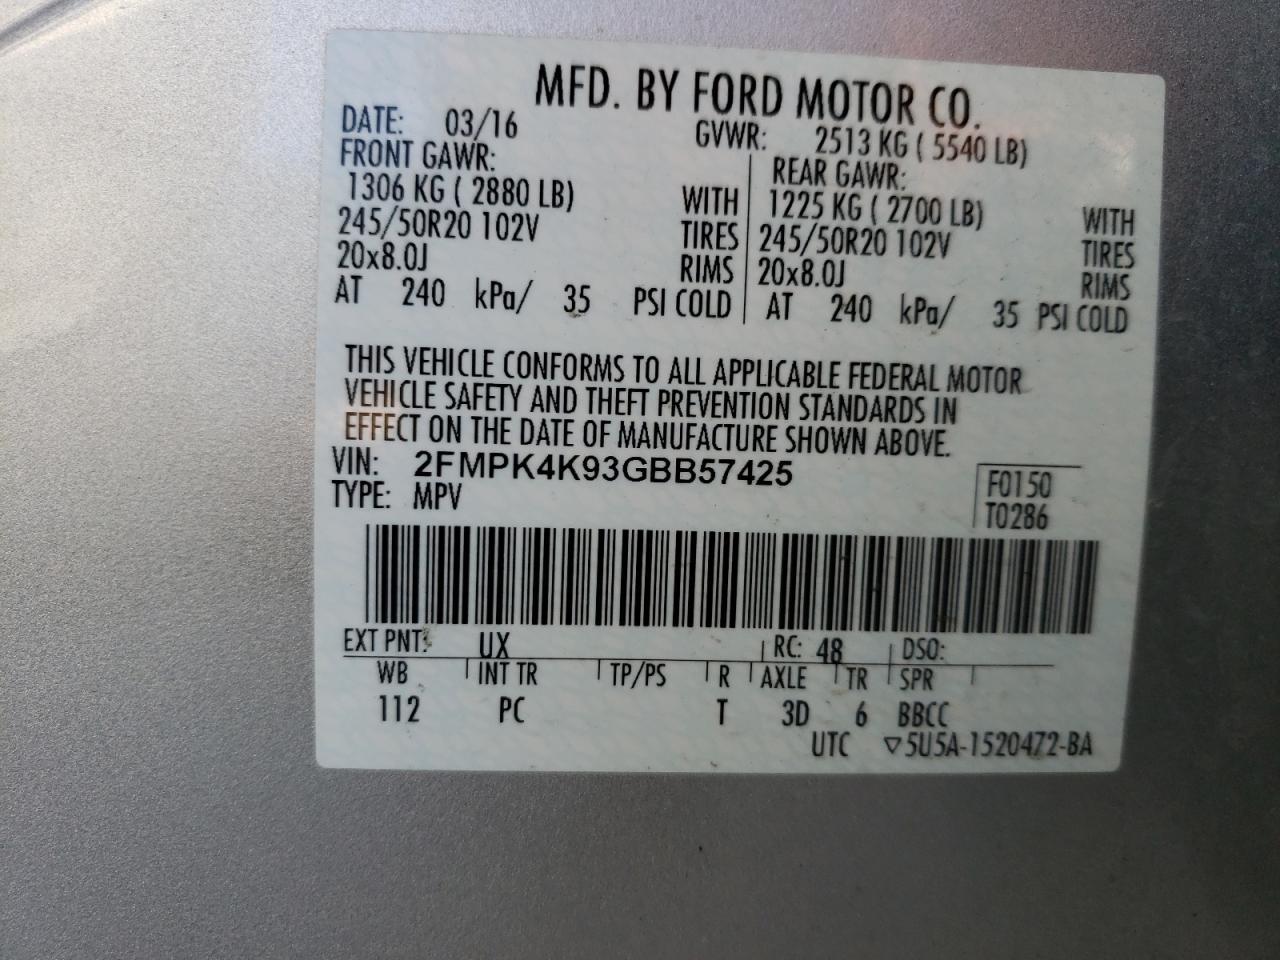 MFD. BY FORD MOTOR CO.
DATE: 03/16 GVWR: 2513 KG ( 5540 LB)
FRONT GAWR: REAR GAWR:
1306 KG ( 2880 LB) WITH 1225 KG ( 2700 LB) WITH
245/50R20 102V TIRES 245/50R20 102V TIRES
20x8.0J RIMS 20x8.0J RIMS
AT 240 kPa/ 35 PSI COLD AT 240 kPa/ 35 PSI COLD
THIS VEHICLE CONFORMS TO ALL APPLICABLE FEDERAL MOTOR
VEHICLE SAFETY AND THEFT PREVENTION STANDARDS IN
EFFECT ON THE DATE OF MANUFACTURE SHOWN ABOVE.
VIN: 2FMPK4K93GBB57425
TYPE: MPV
F0150
T0286
EXT PNT: UX RC: 48 DSO:
WB INT TR TP/PS R AXLE TR SPR
112 PC T 3D 6 BBCC
UTC ▽5U5A-1520472-BA